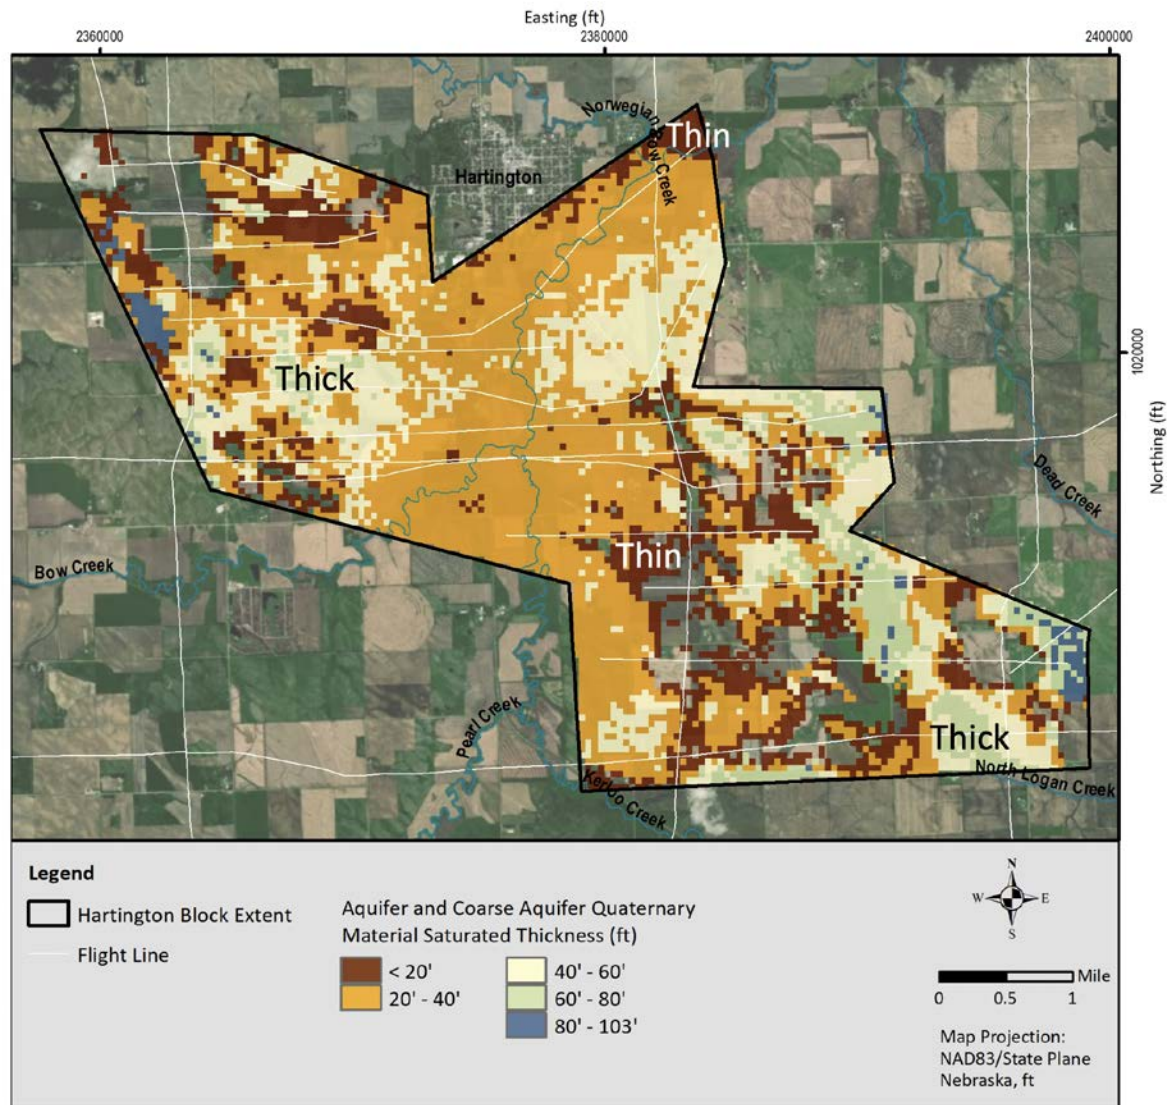 Easting (ft)
2360000
2380000
2400000
Norwegian Bow Creek
Thin
Hartington
1020000
Thick
Northing (ft)
Dead Creek
Thin
Bow Creek
Pearl Creek
Thick
North Logan Creek
Kerloo Creek
Legend
Hartington Block Extent
Flight Line
Aquifer and Coarse Aquifer Quaternary
Material Saturated Thickness (ft)
< 20'
20' - 40'
40' - 60'
60' - 80'
80' - 103'
N
W
E
S
Mile
0
0.5
1
Map Projection:
NAD83/State Plane
Nebraska, ft